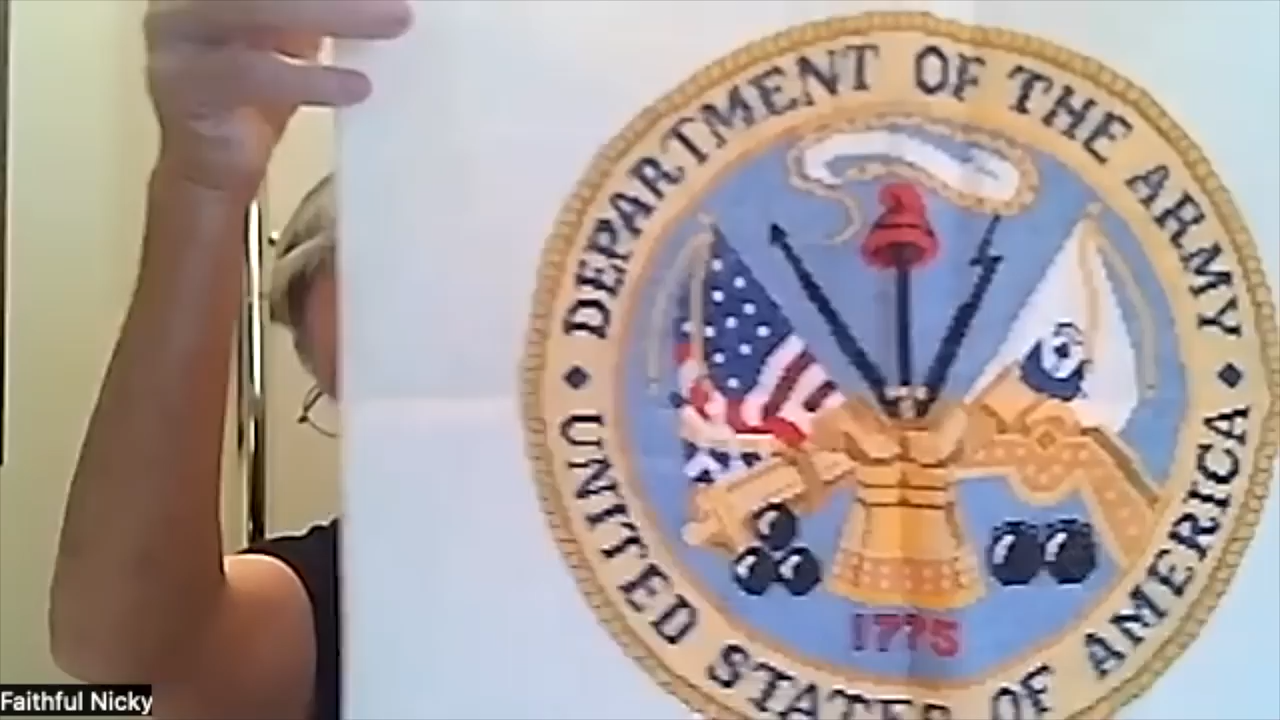 DEPARTMENT OF THE ARMY
UNITED STATES OF AMERICA
1775
Faithful Nicky